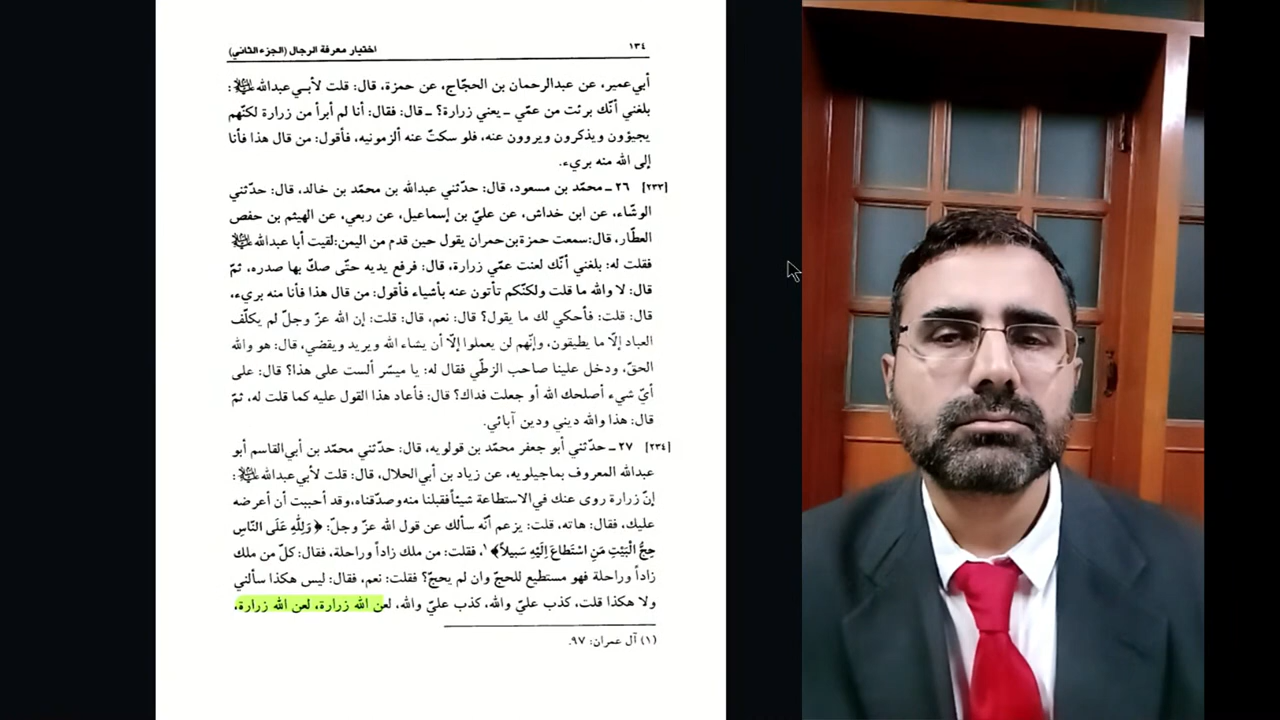 ١٣٤
اختيار معرفة الرجال (الجزء الثاني)
أبي‌عمير، عن عبدالرحمان بن الحجّاج، عن حمزة، قال: قلت لأبـي‌عبدالله عليه‌السلام:
بلغني أنّك برئت من عمّي ـ يعني زرارة؟ ـ قال: فقال: أنا لم أبرأ من زرارة لكنّهم
يجيؤون ويذكرون ويروون عنه، فلو سكتّ عنه ألزمونيه، فأقول: من قال هذا فأنا
إلى الله منه بريء.
[٢٣٣] ٢٦ ـ محمّد بن مسعود، قال: حدّثني عبدالله بن محمّد بن خالد، قال: حدّثني
الوشّاء، عن ابن خداش، عن عليّ بن إسماعيل، عن ربعي، عن الهيثم بن حفص
العطّار، قال: سمعت حمزة بن حمران يقول حين قدم من اليمن: لقيت أبا عبدالله عليه‌السلام
فقلت له: بلغني أنّك لعنت عمّي زرارة، قال: فرفع يديه حتّى صكّ بها صدره، ثمّ
قال: لا والله ما قلت ولكنّكم تأتون عنه بأشياء فأقول: من قال هذا فأنا منه بريء،
قال: قلت: فأحكي لك ما يقول؟ قال: نعم، قال: قلت: إن الله عزّ وجلّ لم يكلّف
العباد إلّا ما يطيقون، وإنّهم لن يعملوا إلّا أن يشاء الله ويريد ويقضي، قال: هو والله
الحقّ، ودخل علينا صاحب الزطّي فقال له: يا ميسّر ألست على هذا؟ قال: على
أيّ شيء أصلحك الله أو جعلت فداك؟ قال: فأعاد هذا القول عليه كما قلت له، ثمّ
قال: هذا والله ديني ودين آبائي.
[٢٣٤] ٢٧ ـ حدّثني أبو جعفر محمّد بن قولويه، قال: حدّثني محمّد بن أبي‌القاسم أبو
عبدالله المعروف بماجيلويه، عن زياد بن أبي‌الحلال، قال: قلت لأبي‌عبدالله عليه‌السلام:
إنّ زرارة روى عنك في الاستطاعة شيئاً فقبلنا منه وصدّقناه، وقد أحببت أن أعرضه
عليك، فقال: هاته، قلت: يزعم أنّه سألك عن قول الله عزّ وجلّ: ﴿وَلِلَّهِ عَلَى النَّاسِ
حِجُّ الْبَيْتِ مَنِ اسْتَطَاعَ إِلَيْهِ سَبِيلاً﴾ ١، فقلت: من ملك زاداً وراحلة، فقال: كلّ من ملك
زاداً وراحلة فهو مستطيع للحجّ وان لم يحجّ؟ فقلت: نعم، فقال: ليس هكذا سألني
ولا هكذا قلت، كذب عليّ والله، كذب عليّ والله، لعن الله زرارة، لعن الله زرارة،
(١) آل عمران: ٩٧.